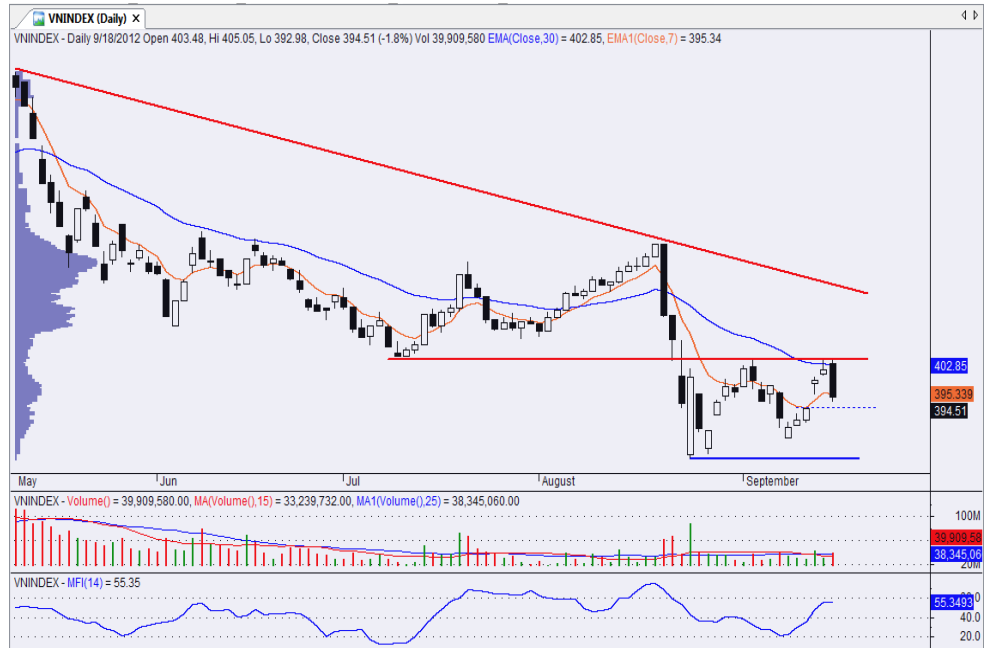 VNINDEX (Daily)
VNINDEX - Daily 9/18/2012 Open 403.48, Hi 405.05, Lo 392.98, Close 394.51 (-1.8%) Vol 39,909,580 EMA(Close,30) = 402.85, EMA1(Close,7) = 395.34
402.85
395.339
394.51
May Jun Jul August September
VNINDEX - Volume() = 39,909,580.00, MA(Volume(),15) = 33,239,732.00, MA1(Volume(),25) = 38,345,060.00
100M
39,909,58
38,345,06
20M
VNINDEX - MFI(14) = 55.35
55.3493
40.0
20.0